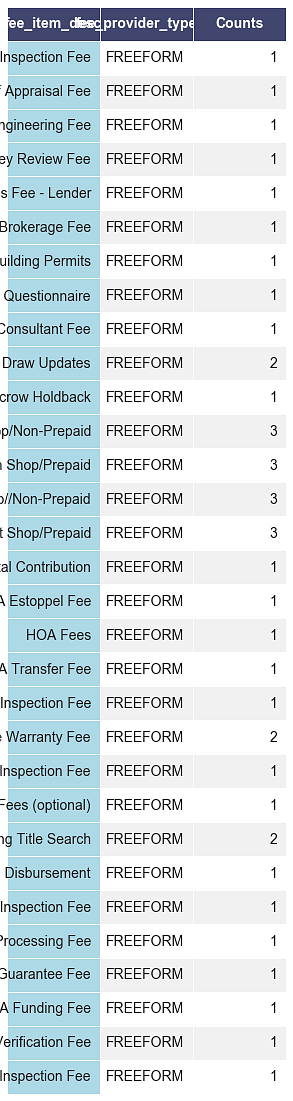 fee_item_des fee_provider_type Counts
Inspection Fee FREEFORM 1
Appraisal Fee FREEFORM 1
ngineering Fee FREEFORM 1
ey Review Fee FREEFORM 1
s Fee - Lender FREEFORM 1
Brokerage Fee FREEFORM 1
uilding Permits FREEFORM 1
Questionnaire FREEFORM 1
Consultant Fee FREEFORM 1
Draw Updates FREEFORM 2
crow Holdback FREEFORM 1
op/Non-Prepaid FREEFORM 3
Shop/Prepaid FREEFORM 3
p//Non-Prepaid FREEFORM 3
t Shop/Prepaid FREEFORM 3
tal Contribution FREEFORM 1
A Estoppel Fee FREEFORM 1
HOA Fees FREEFORM 1
A Transfer Fee FREEFORM 1
Inspection Fee FREEFORM 1
e Warranty Fee FREEFORM 2
Inspection Fee FREEFORM 1
Fees (optional) FREEFORM 1
ng Title Search FREEFORM 2
Disbursement FREEFORM 1
Inspection Fee FREEFORM 1
Processing Fee FREEFORM 1
Guarantee Fee FREEFORM 1
A Funding Fee FREEFORM 1
Verification Fee FREEFORM 1
Inspection Fee FREEFORM 1